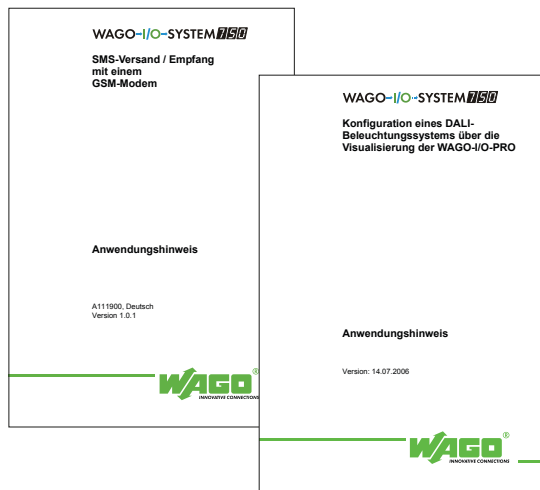 WAGO-I/O-SYSTEM 750
SMS-Versand / Empfang
mit einem
GSM-Modem
Anwendungshinweis
A111900, Deutsch
Version 1.0.1
WAGO®
INNOVATIVE CONNECTIONS
WAGO-I/O-SYSTEM 750
Konfiguration eines DALI-
Beleuchtungssystems über die
Visualisierung der WAGO-I/O-PRO
Anwendungshinweis
Version: 14.07.2006
WAGO®
INNOVATIVE CONNECTIONS